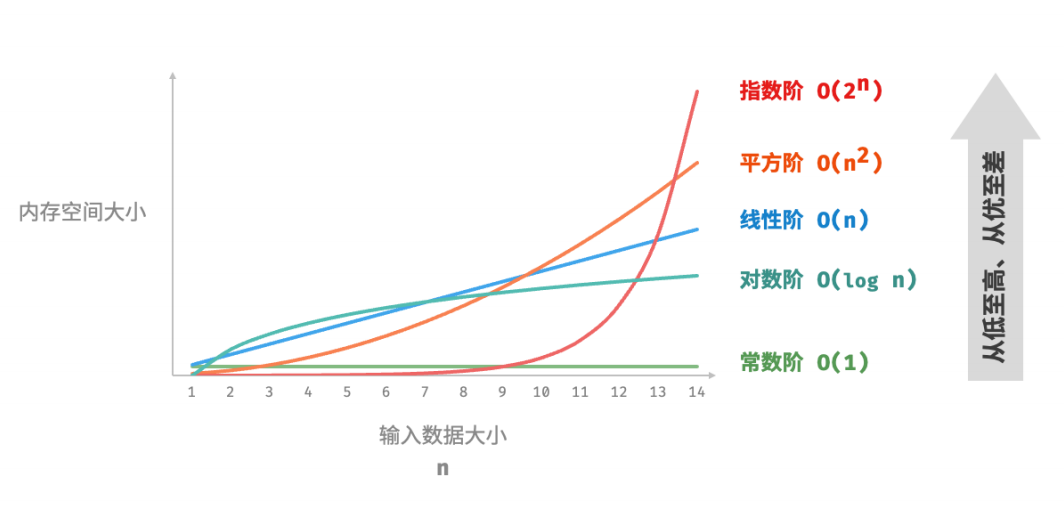 指数阶 O(2ⁿ)
平方阶 O(n²)
内存空间大小
线性阶 O(n)
对数阶 O(log n)
常数阶 O(1)
从低至高、从优至差
1 2 3 4 5 6 7 8 9 10 11 12 13 14
输入数据大小
n